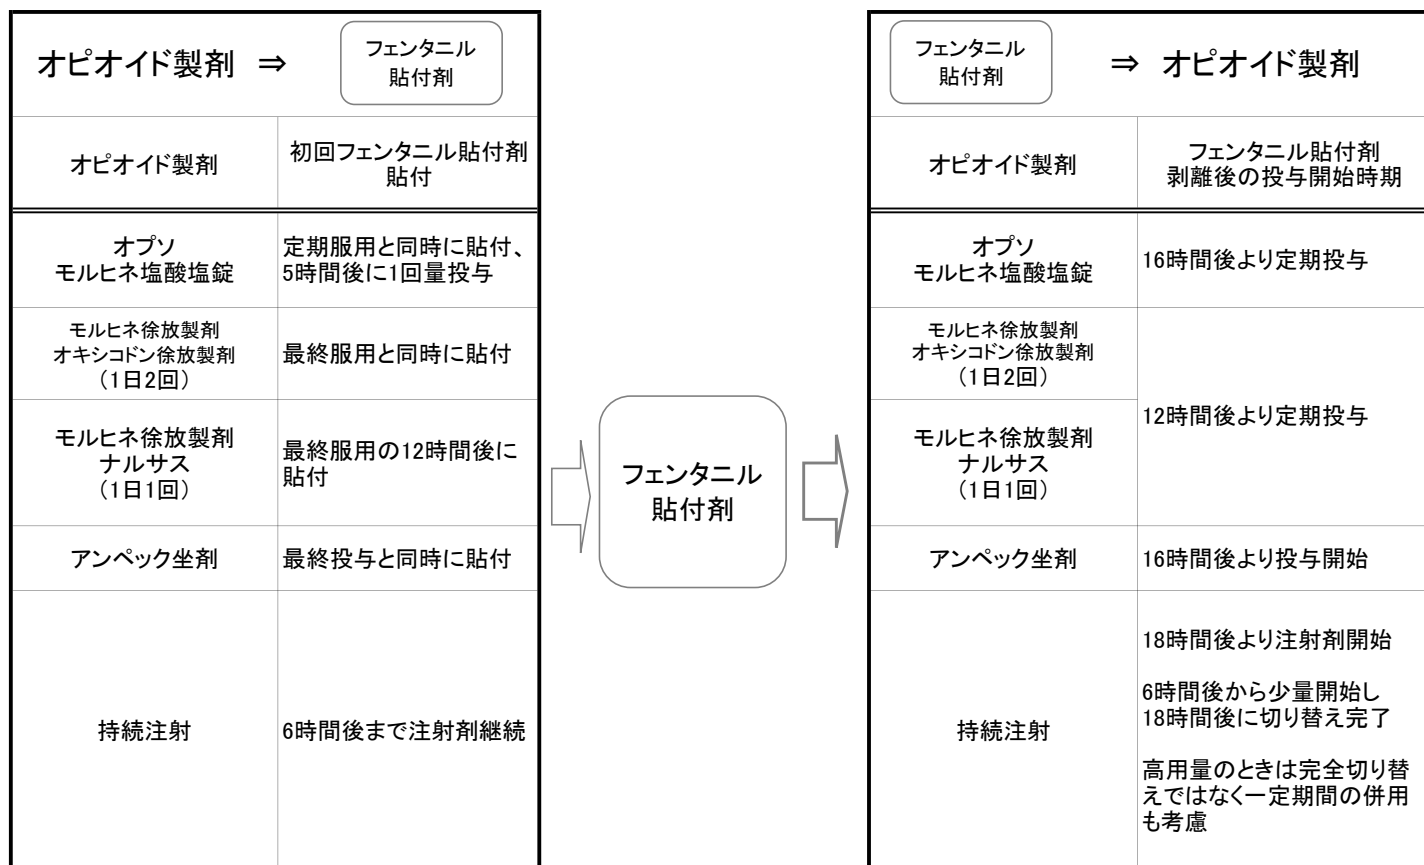 オピオイド製剤 ⇒
フェンタニル
貼付剤
オピオイド製剤
初回フェンタニル貼付剤
貼付
オプソ
モルヒネ塩酸塩錠
定期服用と同時に貼付、
5時間後に1回量投与
モルヒネ徐放製剤
オキシコドン徐放製剤
（1日2回）
最終服用と同時に貼付
モルヒネ徐放製剤
ナルサス
（1日1回）
最終服用の12時間後に
貼付
アンペック坐剤
最終投与と同時に貼付
持続注射
6時間後まで注射剤継続
フェンタニル
貼付剤
フェンタニル
貼付剤
⇒ オピオイド製剤
オピオイド製剤
フェンタニル貼付剤
剥離後の投与開始時期
オプソ
モルヒネ塩酸塩錠
16時間後より定期投与
モルヒネ徐放製剤
オキシコドン徐放製剤
（1日2回）
12時間後より定期投与
モルヒネ徐放製剤
ナルサス
（1日1回）
アンペック坐剤
16時間後より投与開始
持続注射
18時間後より注射剤開始
6時間後から少量開始し
18時間後に切り替え完了
高用量のときは完全切り替
えではなく一定期間の併用
も考慮